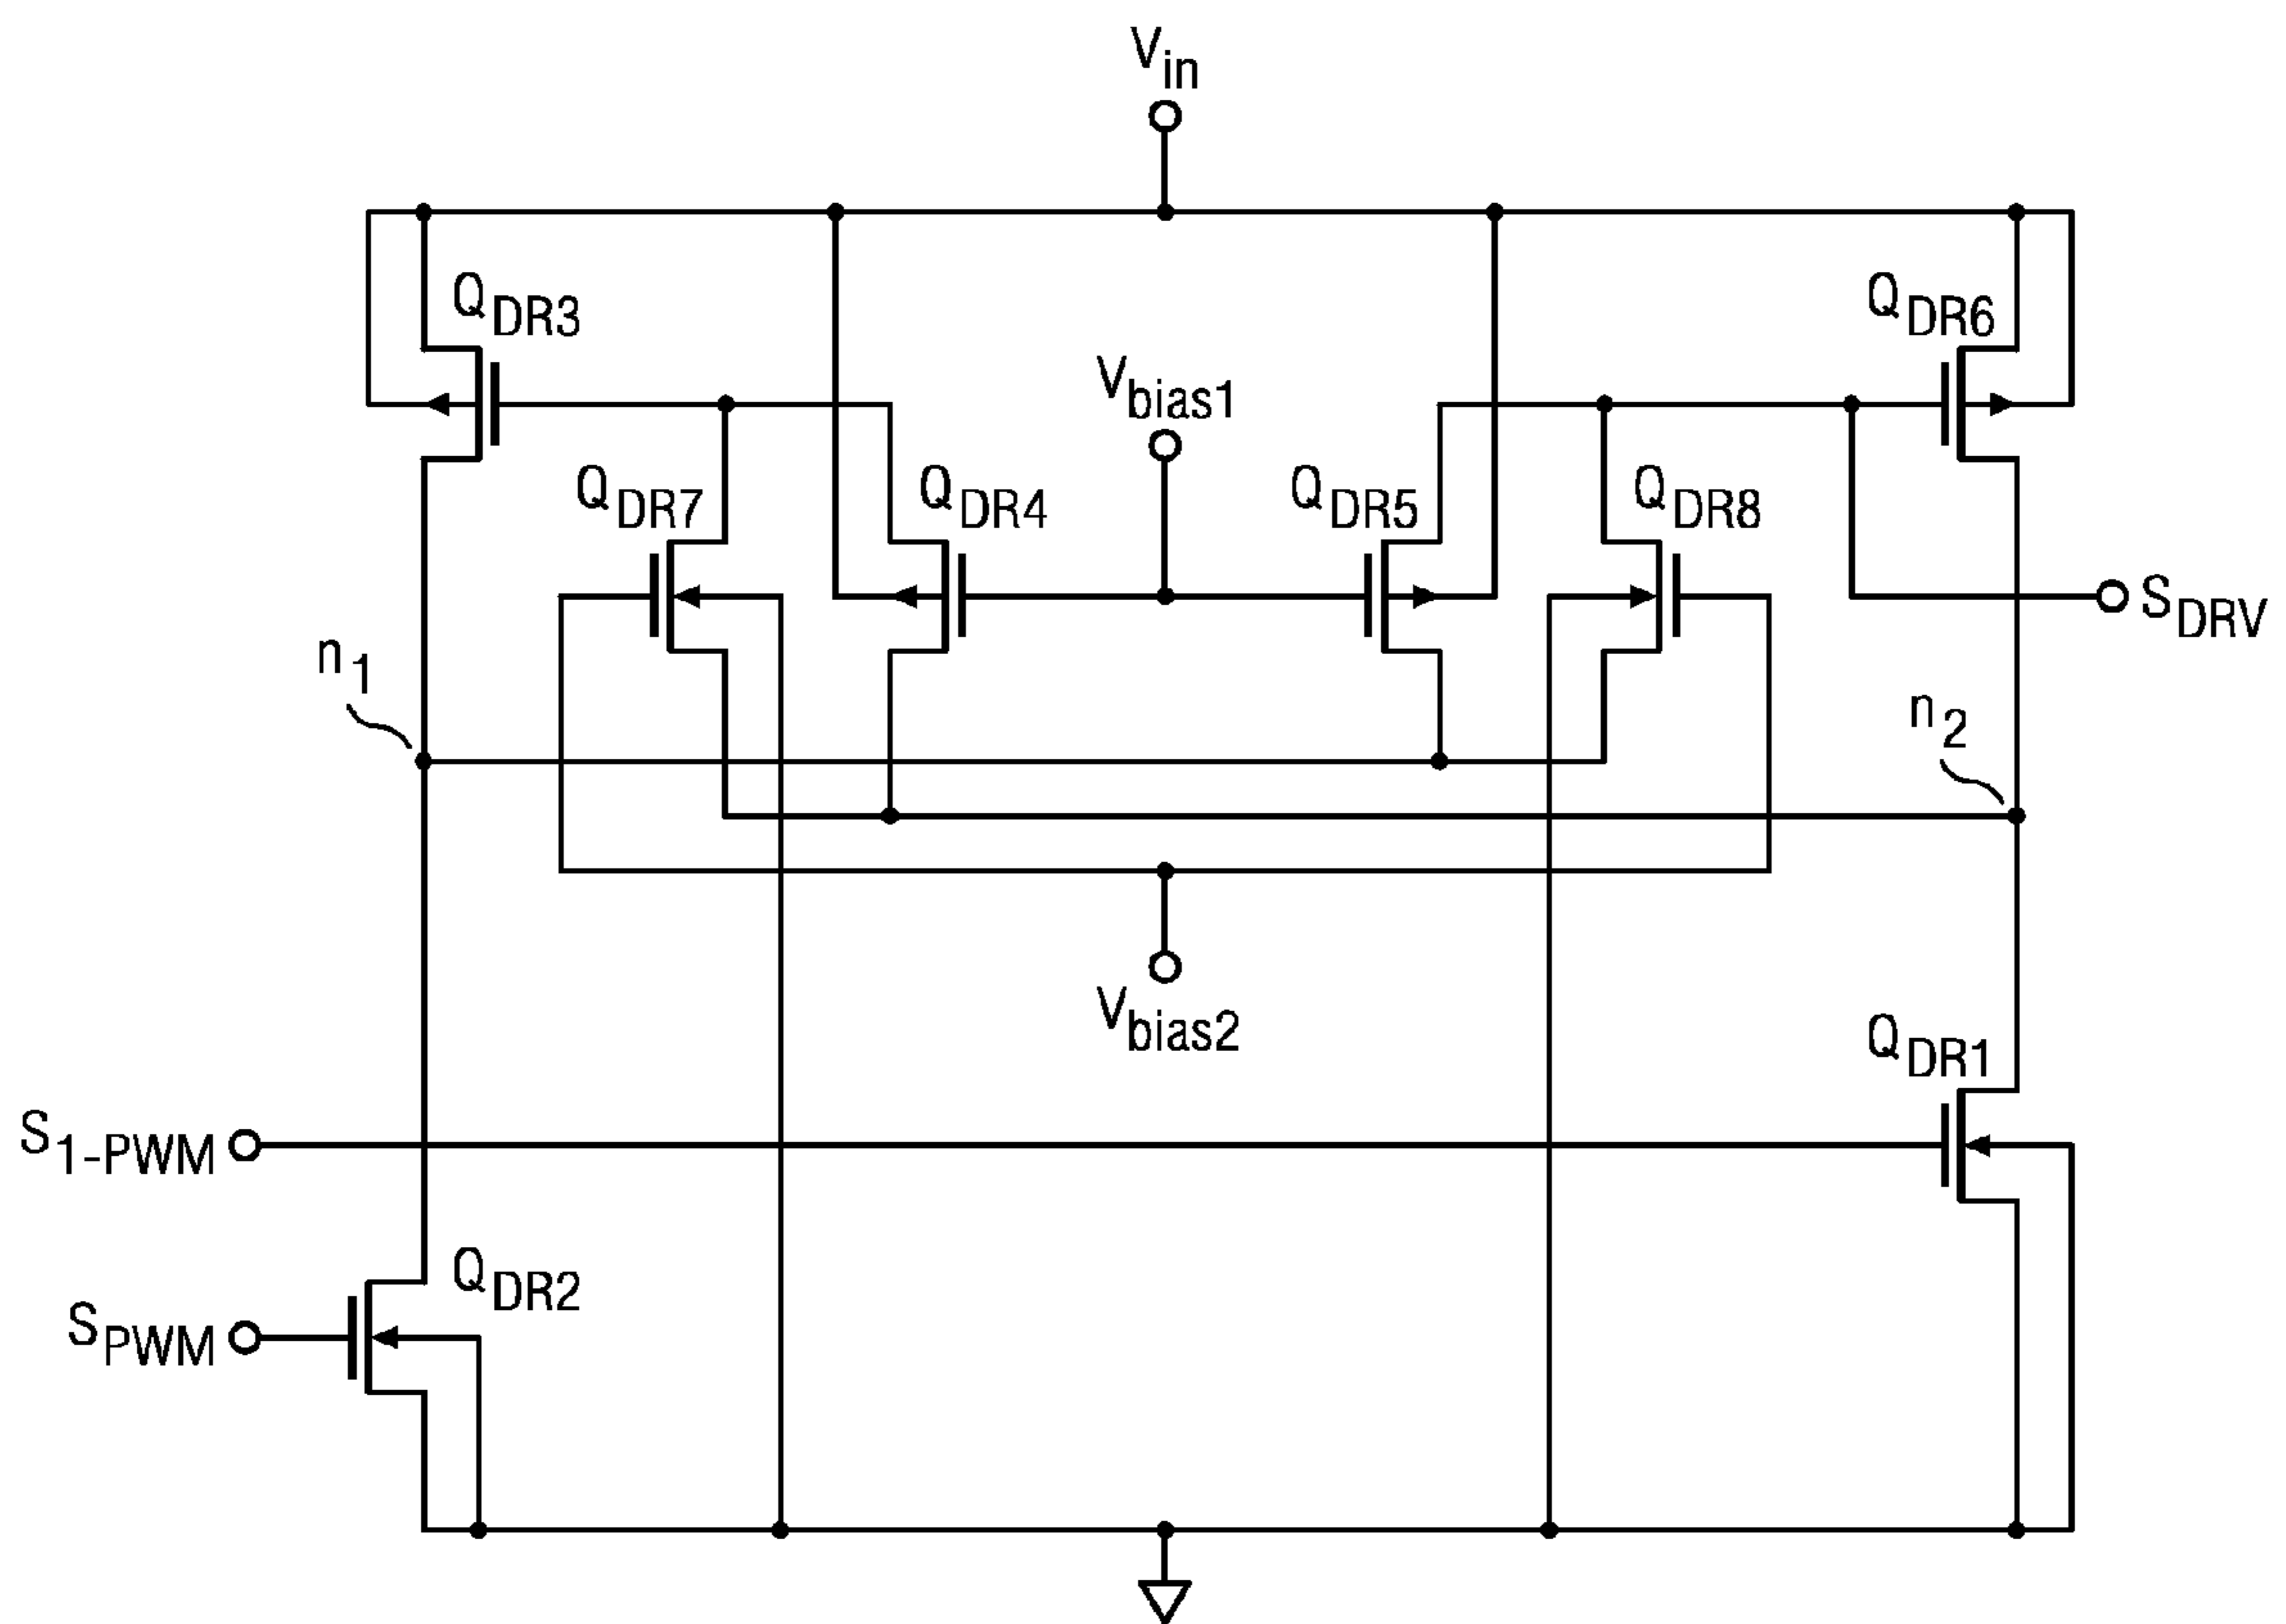 Vin
QDR3
QDR6
Vbias1
QDR7
QDR4
QDR5
QDR8
SDRV
n1
n2
Vbias2
QDR1
S1-PWM
QDR2
SPWM